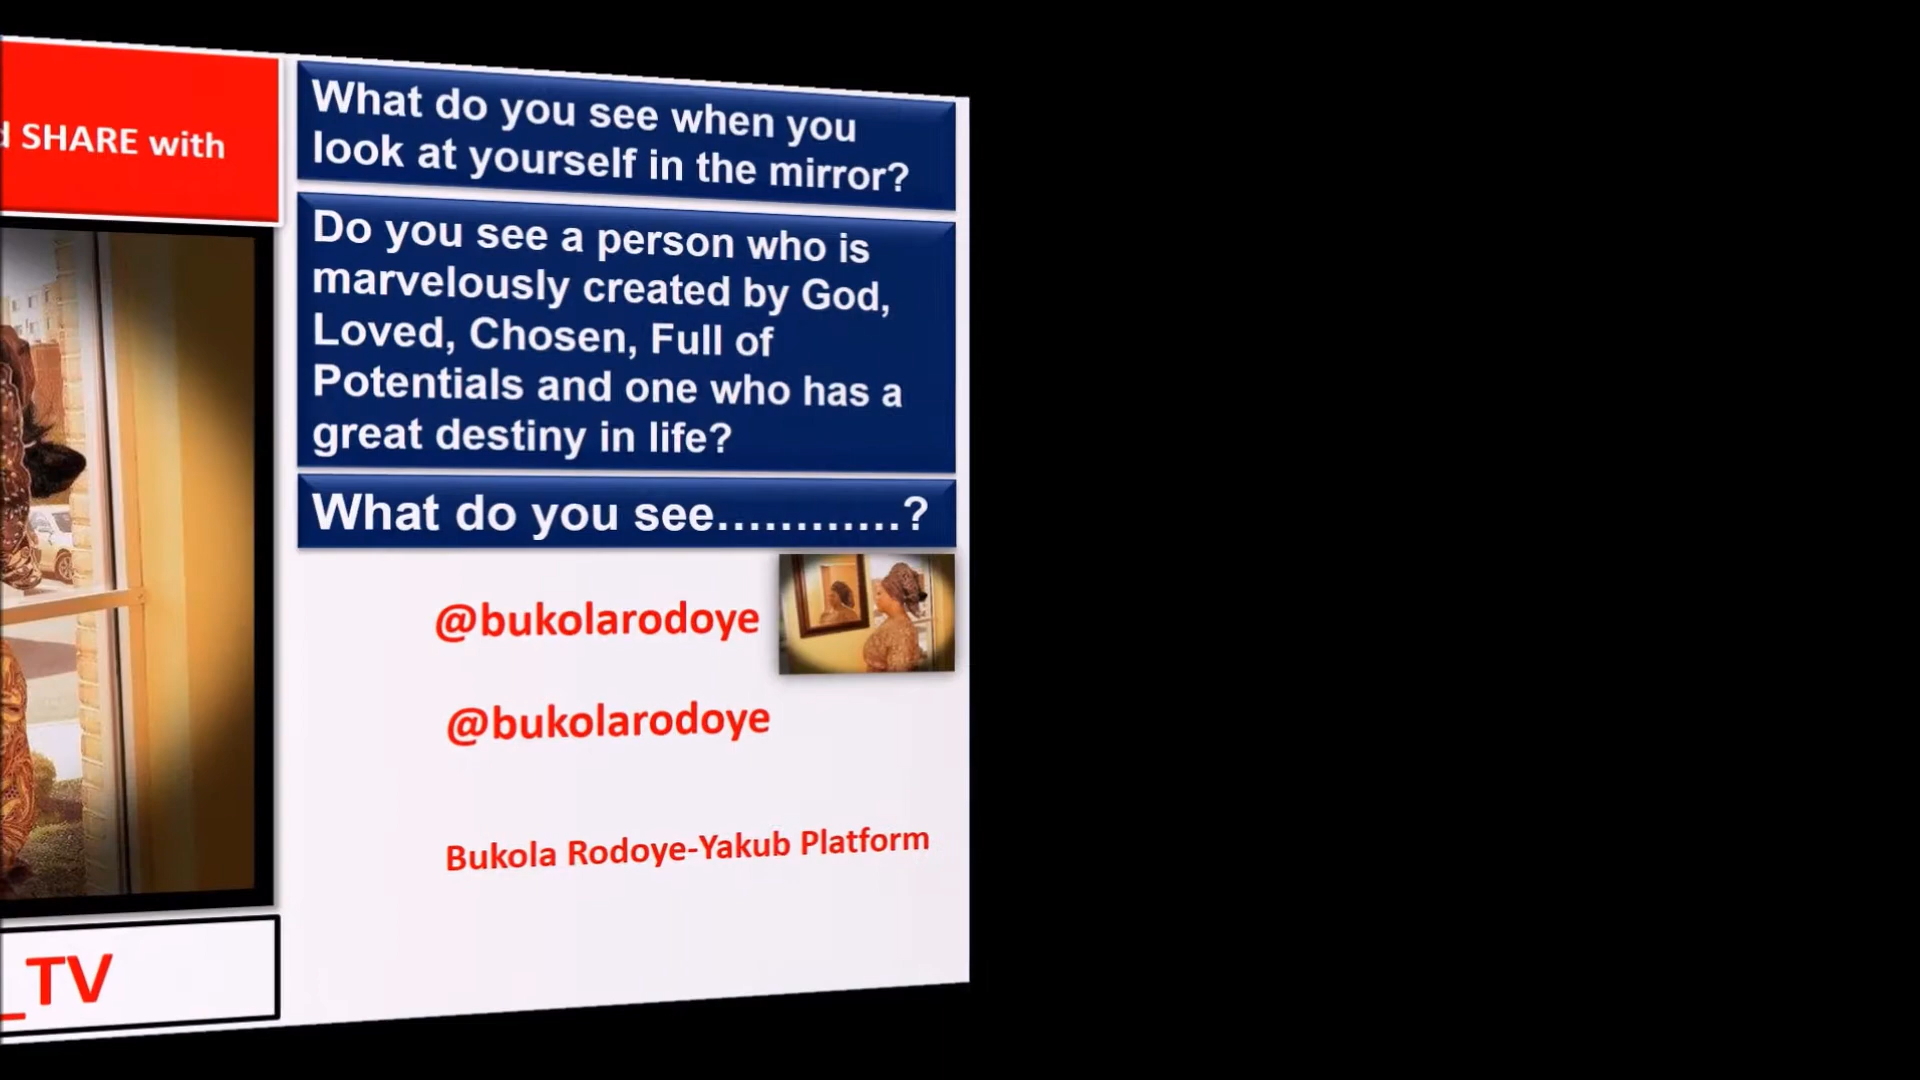 SHARE with
What do you see when you
look at yourself in the mirror?
Do you see a person who is
marvelously created by God,
Loved, Chosen, Full of
Potentials and one who has a
great destiny in life?
What do you see............?
@bukolarodoye
@bukolarodoye
Bukola Rodoye-Yakub Platform
_TV